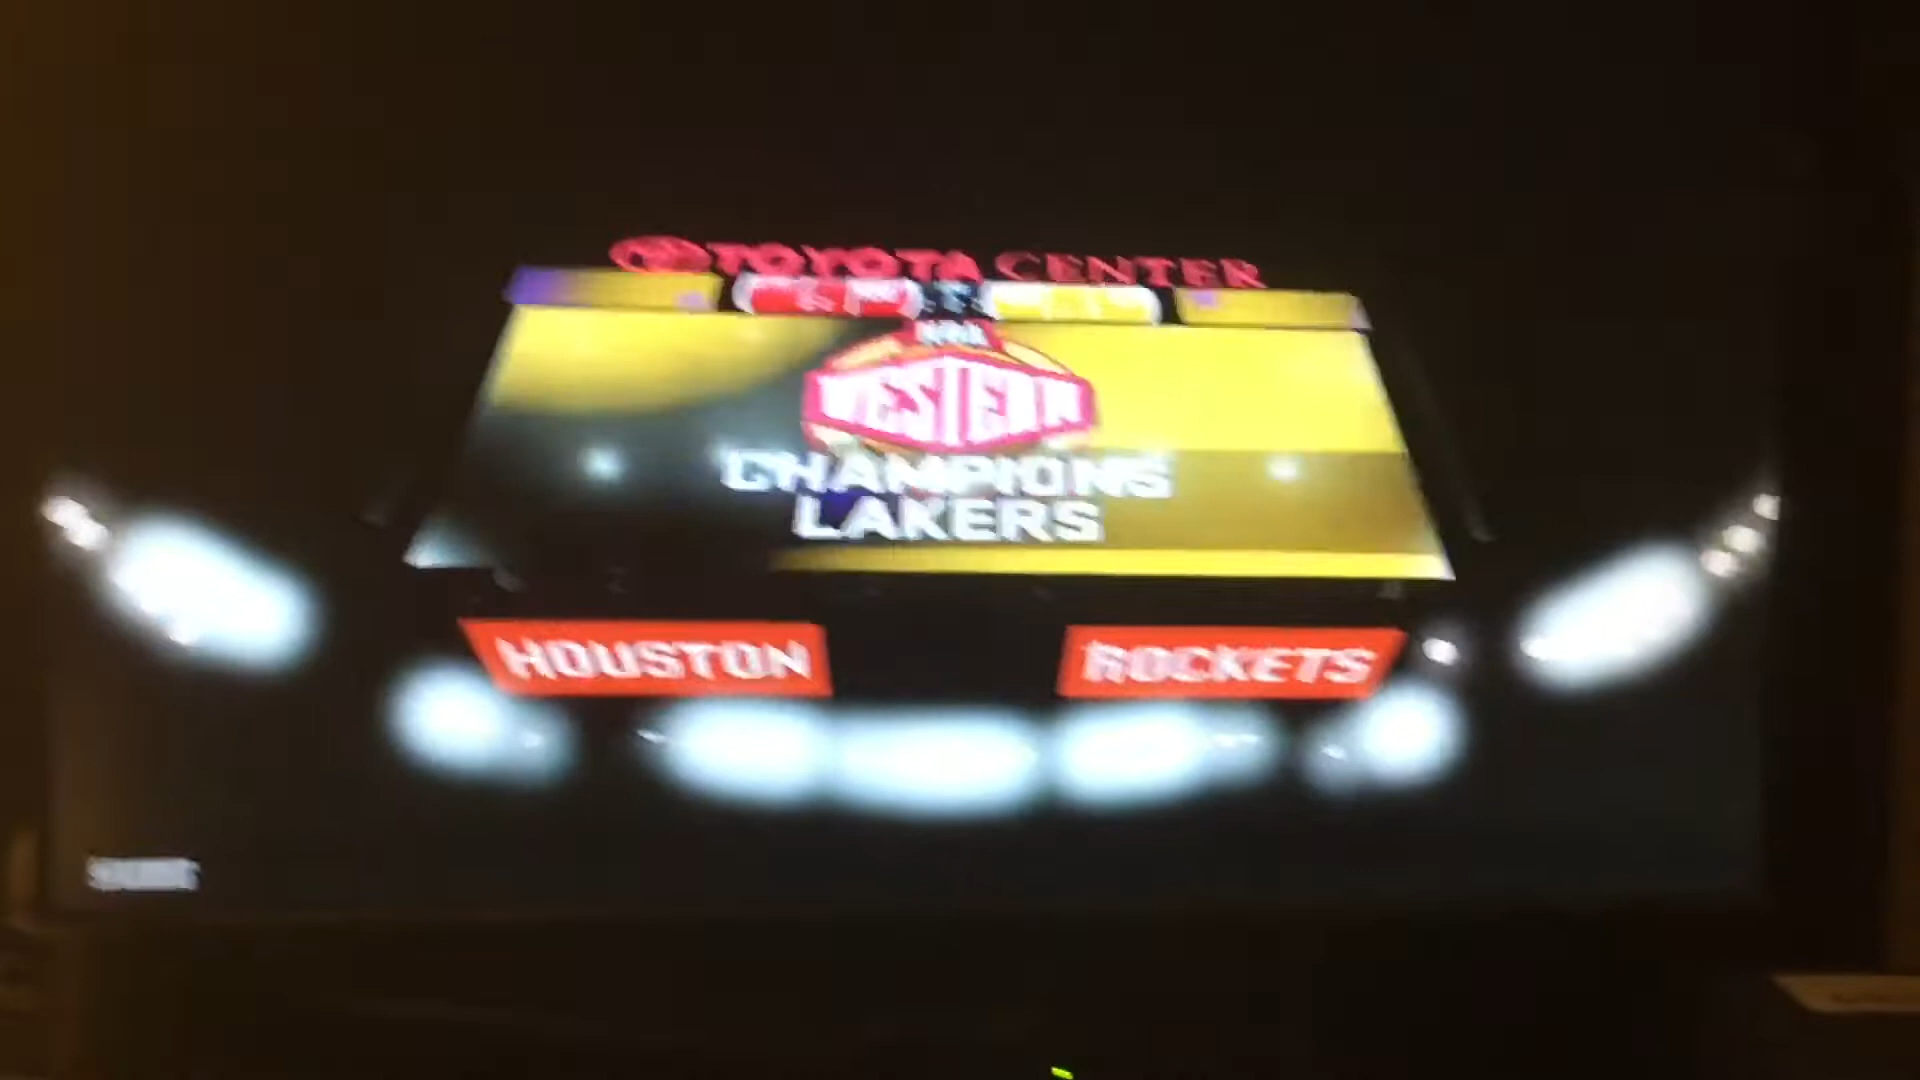 TOYOTA CENTER
WESTERN
CHAMPIONS
LAKERS
HOUSTON
ROCKETS